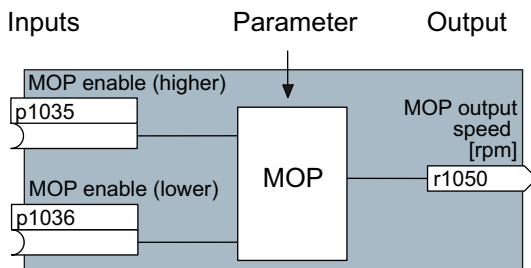 Inputs
Parameter
Output
MOP enable (higher)
p1035
MOP enable (lower)
p1036
MOP
MOP output
speed
[rpm]
r1050